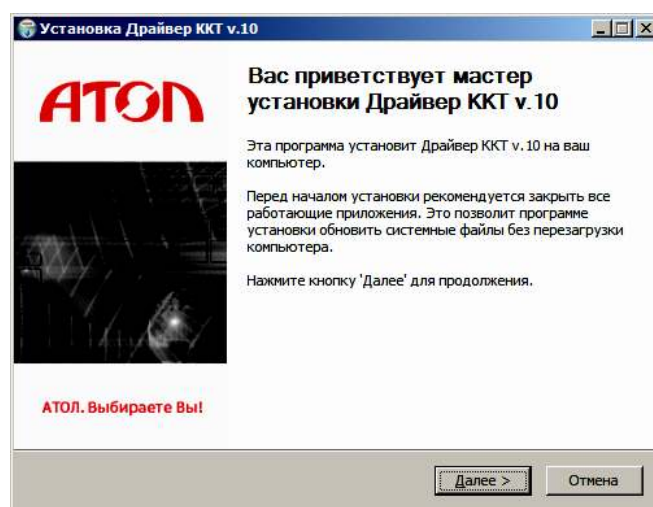 Установка Драйвер ККТ v.10
АТОЛ
Вас приветствует мастер
установки Драйвер ККТ v.10
Эта программа установит Драйвер ККТ v.10 на ваш
компьютер.
Перед началом установки рекомендуется закрыть все
работающие приложения. Это позволит программе
установки обновить системные файлы без перезагрузки
компьютера.
Нажмите кнопку 'Далее' для продолжения.
АТОЛ. Выбираете Вы!
Далее >
Отмена